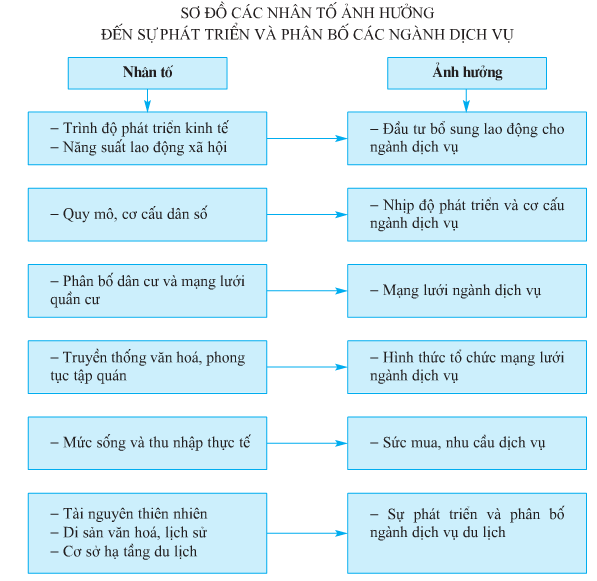 SƠ ĐỒ CÁC NHÂN TỐ ẢNH HƯỞNG
ĐẾN SỰ PHÁT TRIỂN VÀ PHÂN BỐ CÁC NGÀNH DỊCH VỤ
Nhân tố
Ảnh hưởng
– Trình độ phát triển kinh tế
– Năng suất lao động xã hội
– Đầu tư bổ sung lao động cho
ngành dịch vụ
– Quy mô, cơ cấu dân số
– Nhịp độ phát triển và cơ cấu
ngành dịch vụ
– Phân bố dân cư và mạng lưới
quần cư
– Mạng lưới ngành dịch vụ
– Truyền thống văn hoá, phong
tục tập quán
– Hình thức tổ chức mạng lưới
ngành dịch vụ
– Mức sống và thu nhập thực tế
– Sức mua, nhu cầu dịch vụ
– Tài nguyên thiên nhiên
– Di sản văn hoá, lịch sử
– Cơ sở hạ tầng du lịch
– Sự phát triển và phân bố
ngành dịch vụ du lịch